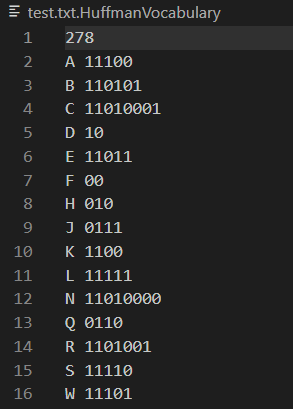 test.txt.HuffmanVocabulary
1 278
2 A 11100
3 B 110101
4 C 11010001
5 D 10
6 E 11011
7 F 00
8 H 010
9 J 0111
10 K 1100
11 L 11111
12 N 11010000
13 Q 0110
14 R 1101001
15 S 11110
16 W 11101